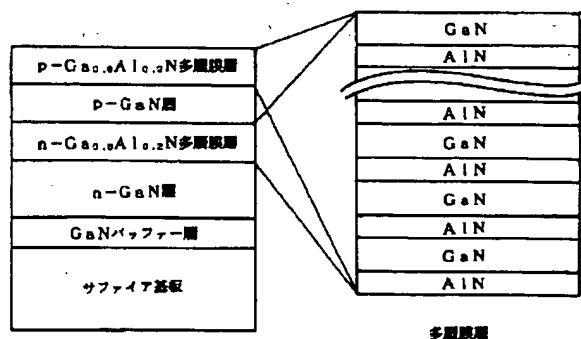 p-Ga₀.₈Al₀.₂N多層膜層
p-GaN層
n-Ga₀.₈Al₀.₂N多層膜層
n-GaN層
GaNバッファー層
サファイア基板
GaN
AlN
AlN
GaN
AlN
GaN
AlN
GaN
AlN
多層膜層